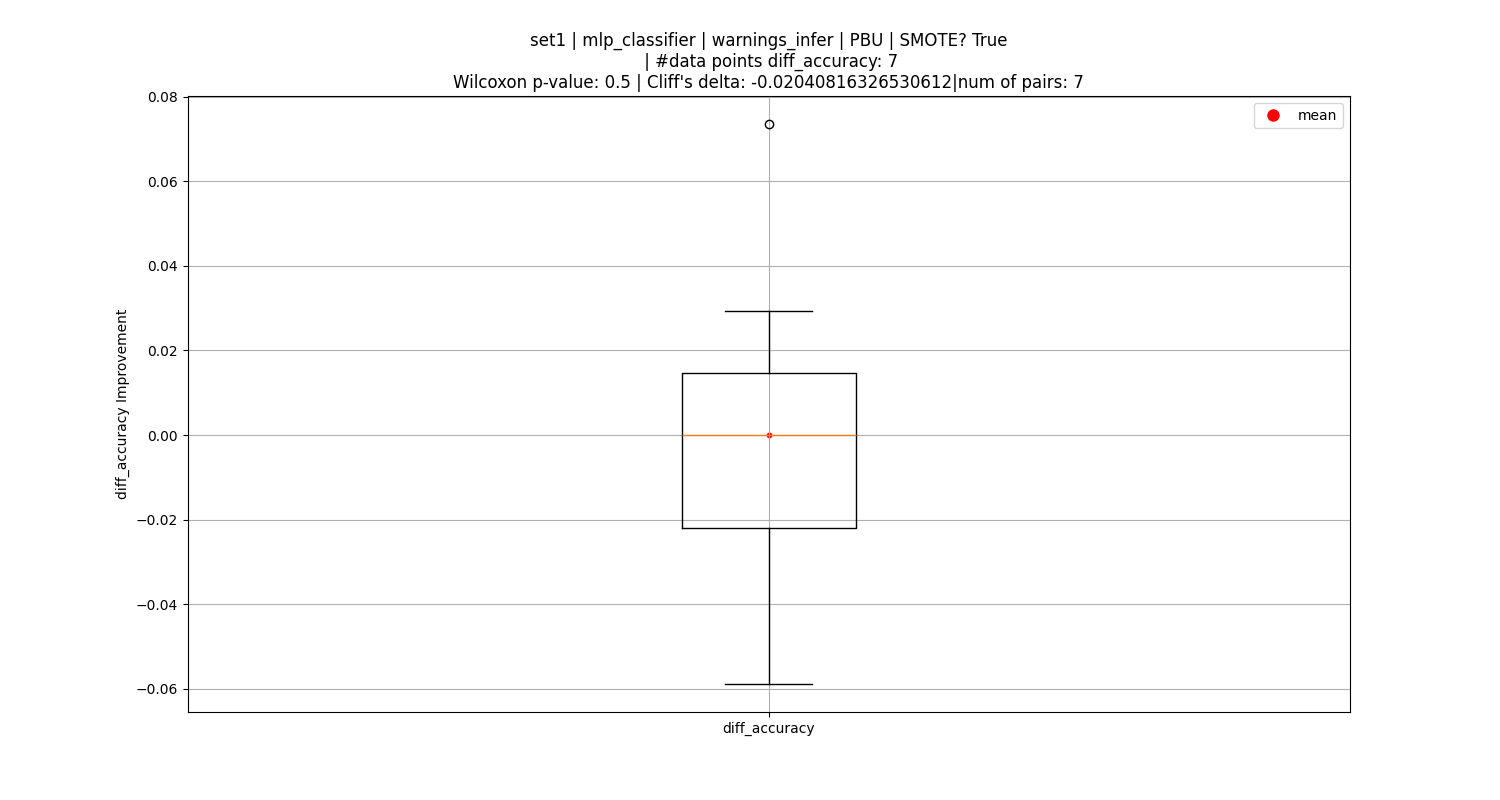 set1 | mlp_classifier | warnings_infer | PBU | SMOTE? True
| #data points diff_accuracy: 7
Wilcoxon p-value: 0.5 | Cliff's delta: -0.02040816326530612|num of pairs: 7
mean
0.08
0.06
0.04
0.02
0.00
−0.02
−0.04
−0.06
diff_accuracy Improvement
diff_accuracy